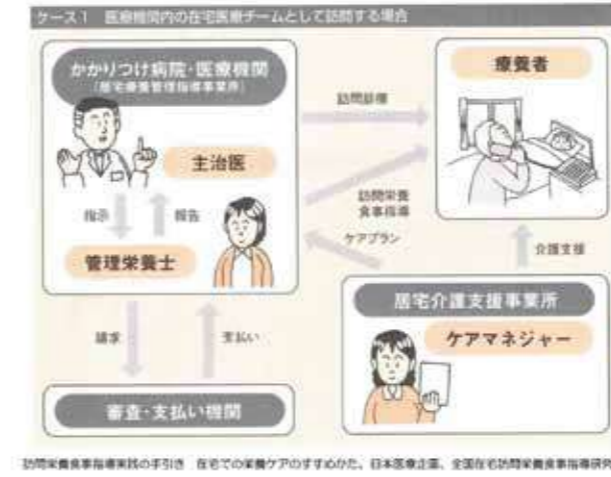 ケース1 医療機関内の在宅医療チームとして訪問する場合
かかりつけ病院・医療機関
（居宅療養管理指導事業所）
主治医
指示
報告
管理栄養士
訪問診療
訪問栄養
食事指導
ケアプラン
療養者
介護支援
居宅介護支援事業所
ケアマネジャー
請求
支払い
審査・支払い機関
訪問栄養食事指導実践の手引き 在宅での栄養ケアのすすめかた。日本医療企画、全国在宅訪問栄養食事指導研究